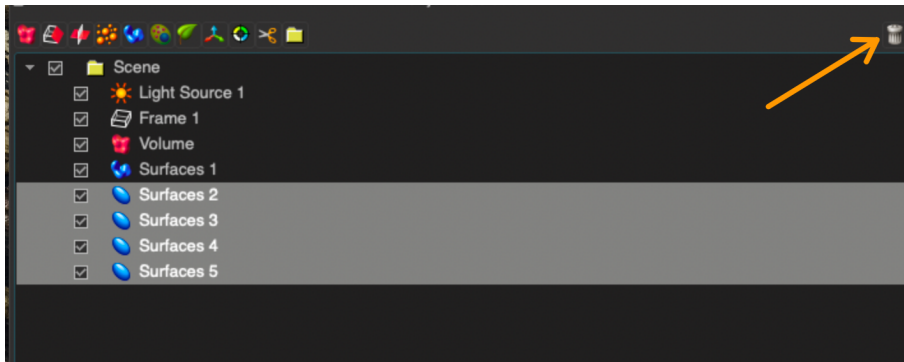 Scene
Light Source 1
Frame 1
Volume
Surfaces 1
Surfaces 2
Surfaces 3
Surfaces 4
Surfaces 5